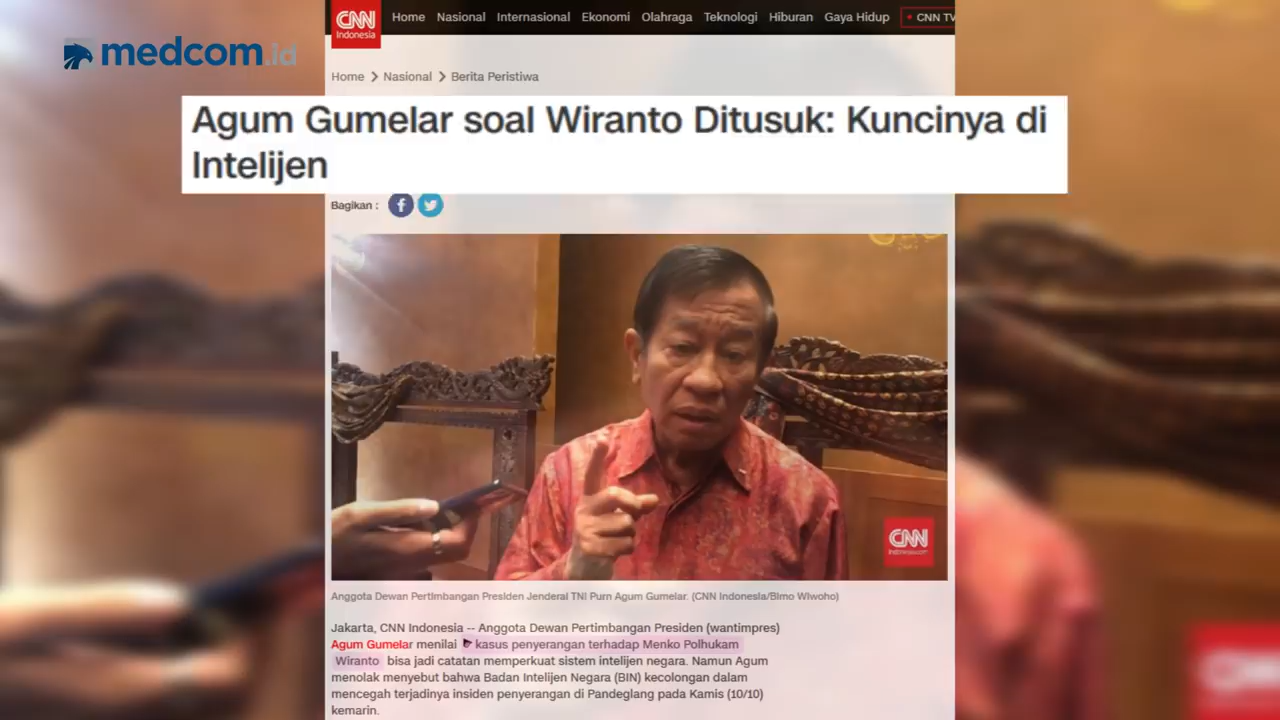 CNN
Indonesia
Home Nasional Internasional Ekonomi Olahraga Teknologi Hiburan Gaya Hidup CNN TV
medcom.id
Home > Nasional > Berita Peristiwa
Agum Gumelar soal Wiranto Ditusuk: Kuncinya di
Intelijen
Bagikan :
CNN
Indonesia.com
Anggota Dewan Pertimbangan Presiden Jenderal TNI Purn Agum Gumelar. (CNN Indonesia/Bimo Wiwoho)
Jakarta, CNN Indonesia -- Anggota Dewan Pertimbangan Presiden (wantimpres)
Agum Gumelar menilai kasus penyerangan terhadap Menko Polhukam
Wiranto bisa jadi catatan memperkuat sistem intelijen negara. Namun Agum
menolak menyebut bahwa Badan Intelijen Negara (BIN) kecolongan dalam
mencegah terjadinya insiden penyerangan di Pandeglang pada Kamis (10/10)
kemarin.